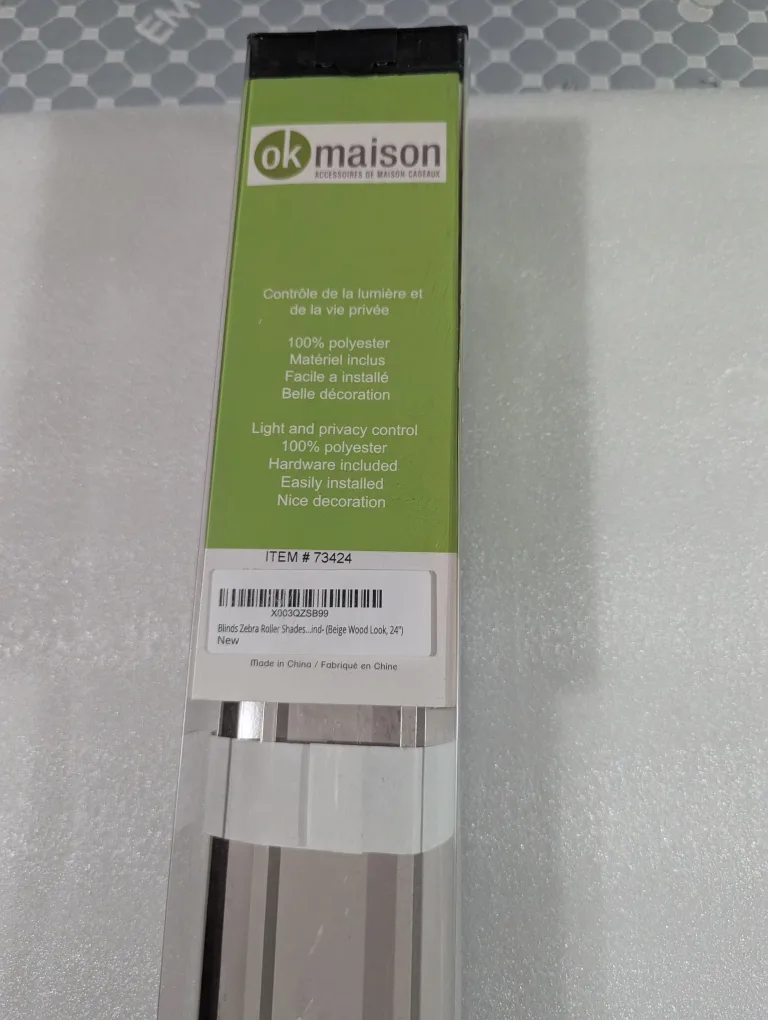 EM
ok maison
ACCESSOIRES DE MAISON-CADEAUX
Contrôle de la lumière et
de la vie privée
100% polyester
Matériel inclus
Facile a installé
Belle décoration
Light and privacy control
100% polyester
Hardware included
Easily installed
Nice decoration
ITEM # 73424
X003QZSB99
Blinds Zebra Roller Shades...ind- (Beige Wood Look, 24")
New
Made in China / Fabriqué en Chine